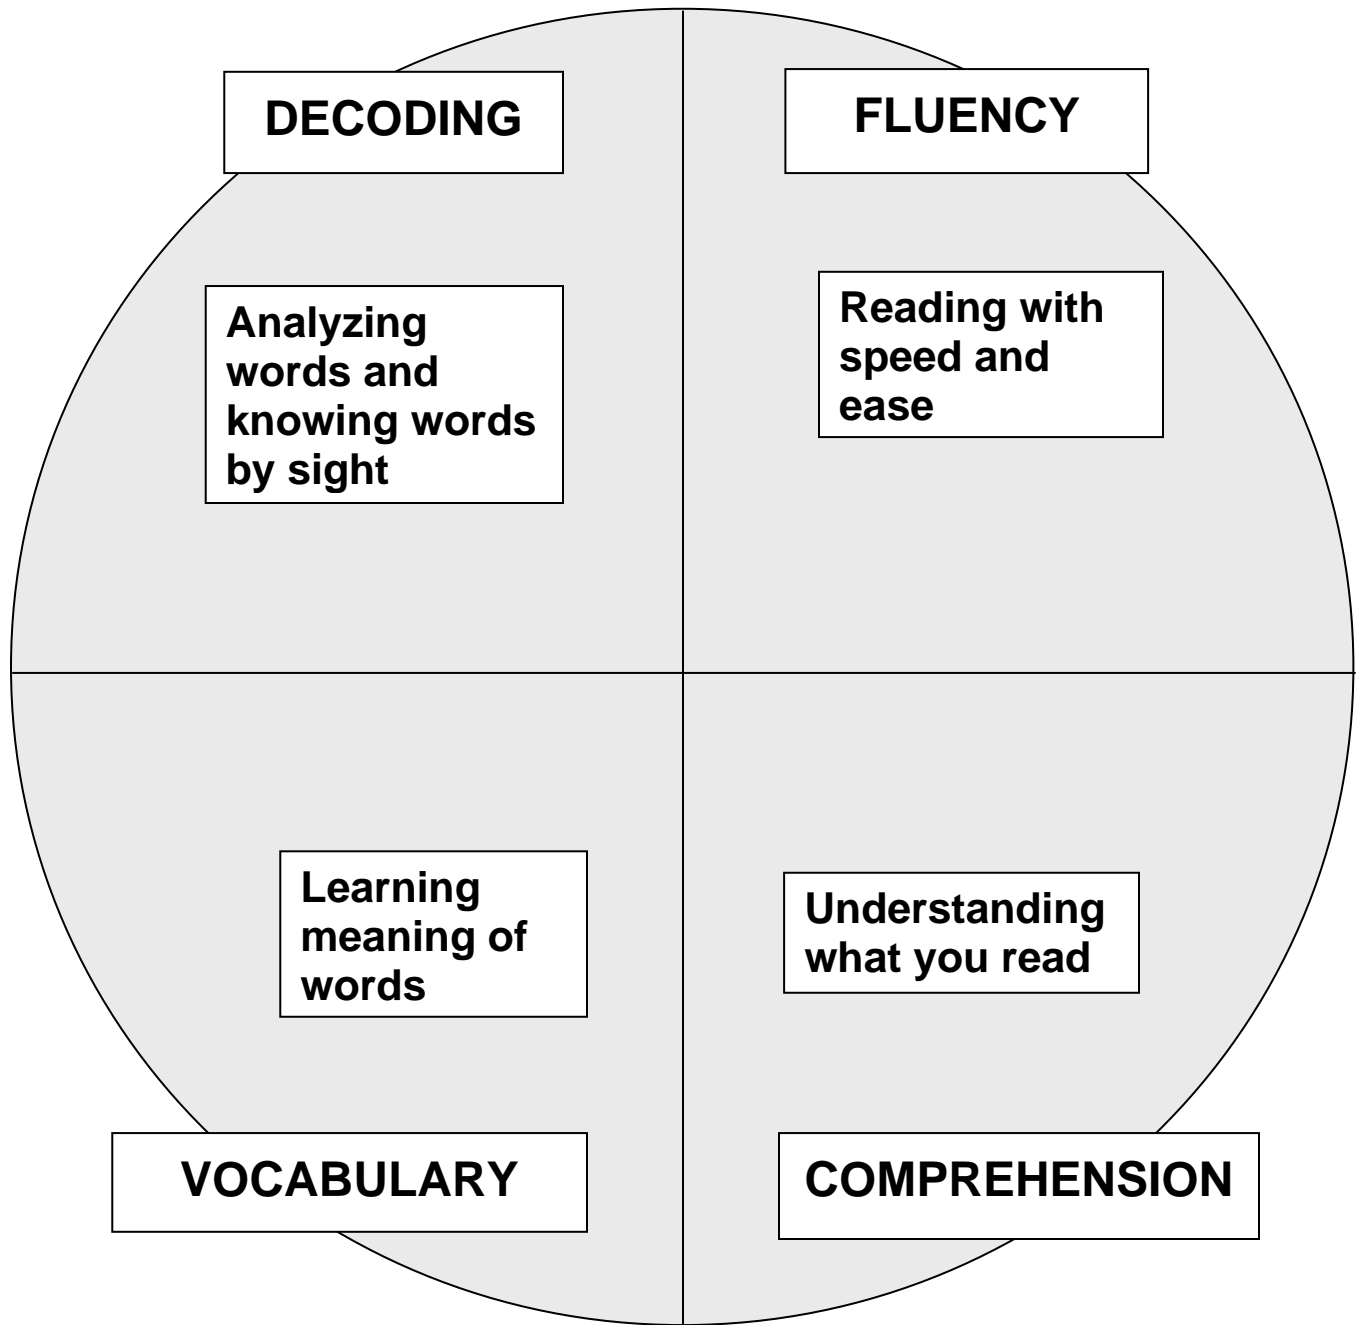 DECODING
Analyzing
words and
knowing words
by sight
FLUENCY
Reading with
speed and
ease
Learning
meaning of
words
VOCABULARY
Understanding
what you read
COMPREHENSION